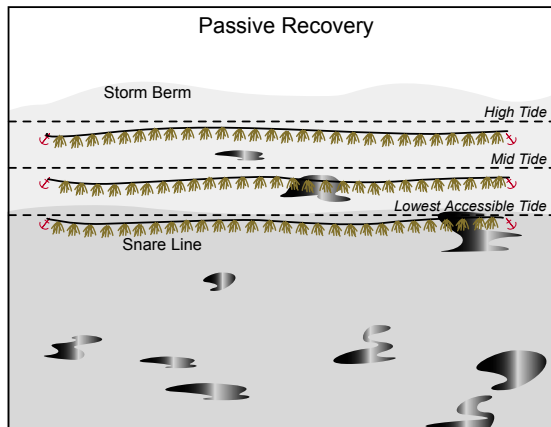 Passive Recovery
Storm Berm
High Tide
Mid Tide
Lowest Accessible Tide
Snare Line